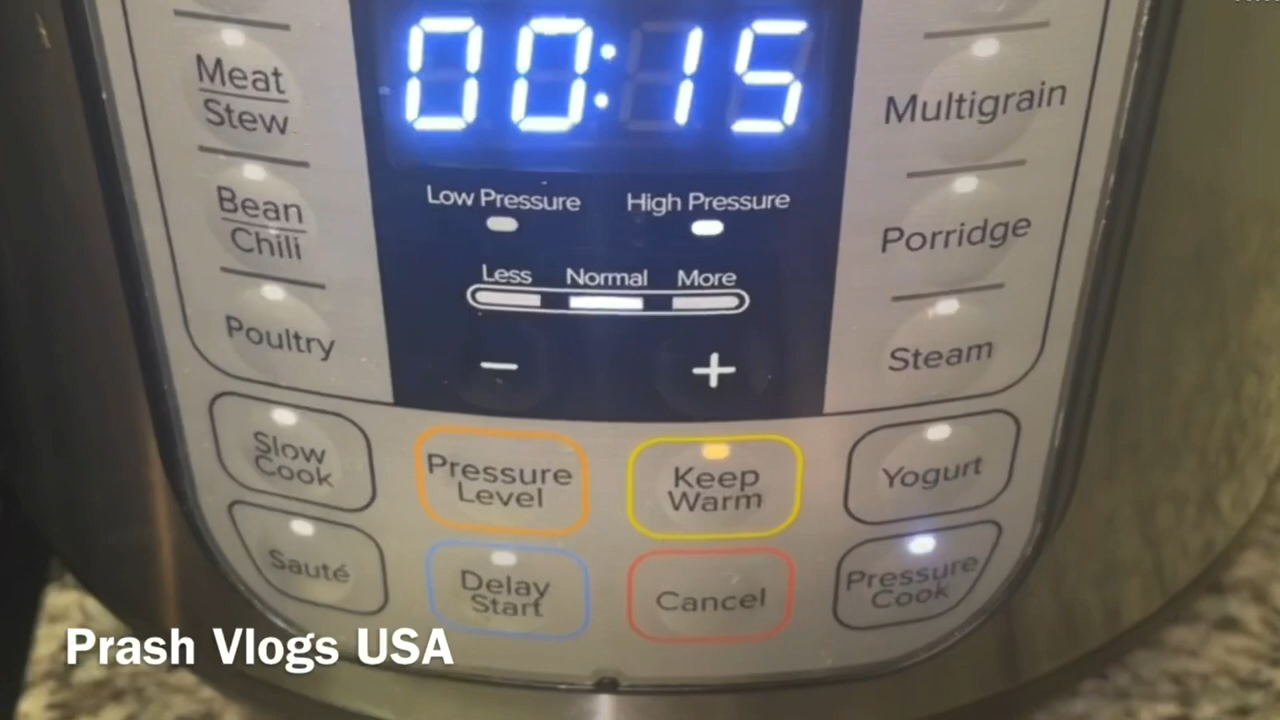 00:15
Meat
Stew
Multigrain
Low Pressure
High Pressure
Bean
Chili
Porridge
Less
Normal
More
Poultry
−
+
Steam
Slow
Cook
Pressure
Level
Keep
Warm
Yogurt
Sauté
Delay
Start
Cancel
Pressure
Cook
Prash Vlogs USA